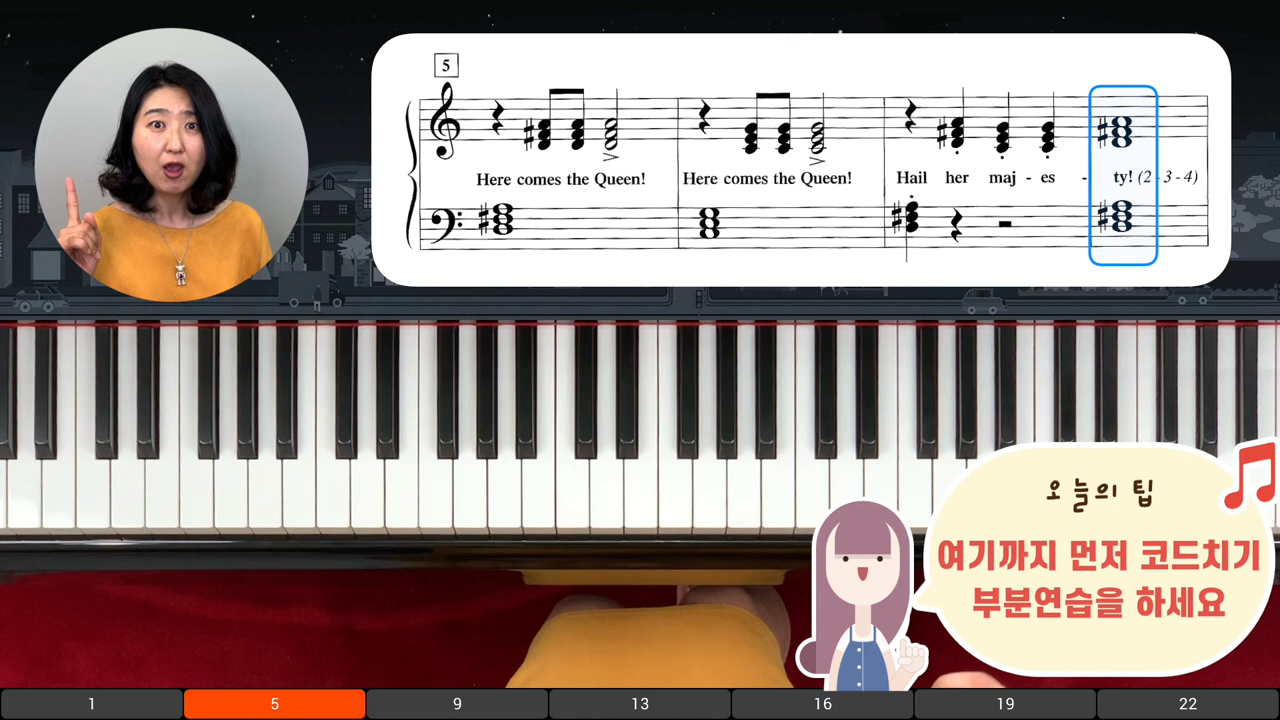 5
Here comes the Queen! Here comes the Queen! Hail her maj - es - ty! (2 - 3 - 4)
오늘의 팁
여기까지 먼저 코드치기
부분연습을 하세요
1 5 9 13 16 19 22